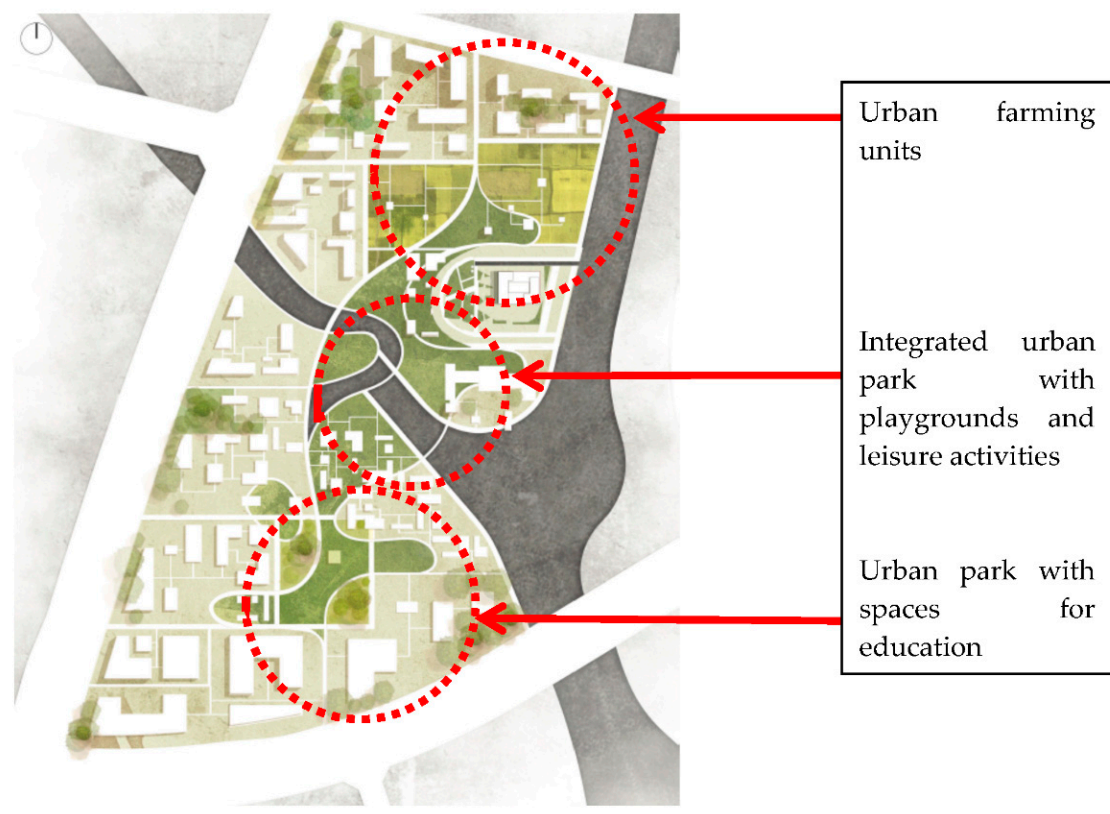 Urban farming
units
Integrated urban
park with
playgrounds and
leisure activities
Urban park with
spaces for
education